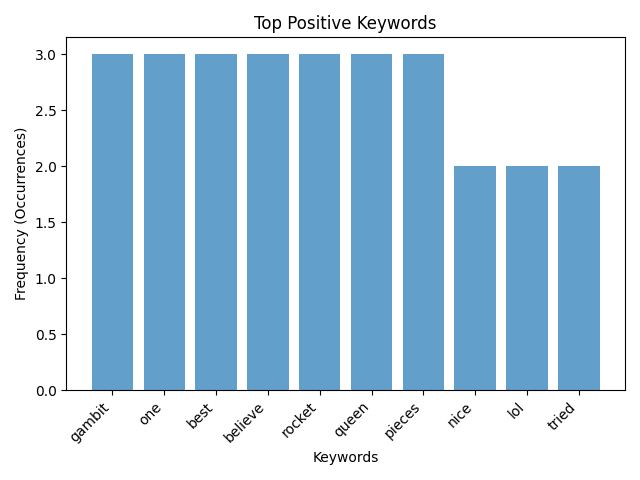 Top Positive Keywords
Frequency (Occurrences)
3.0
2.5
2.0
1.5
1.0
0.5
0.0
gambit
one
best
believe
rocket
queen
pieces
nice
lol
tried
Keywords